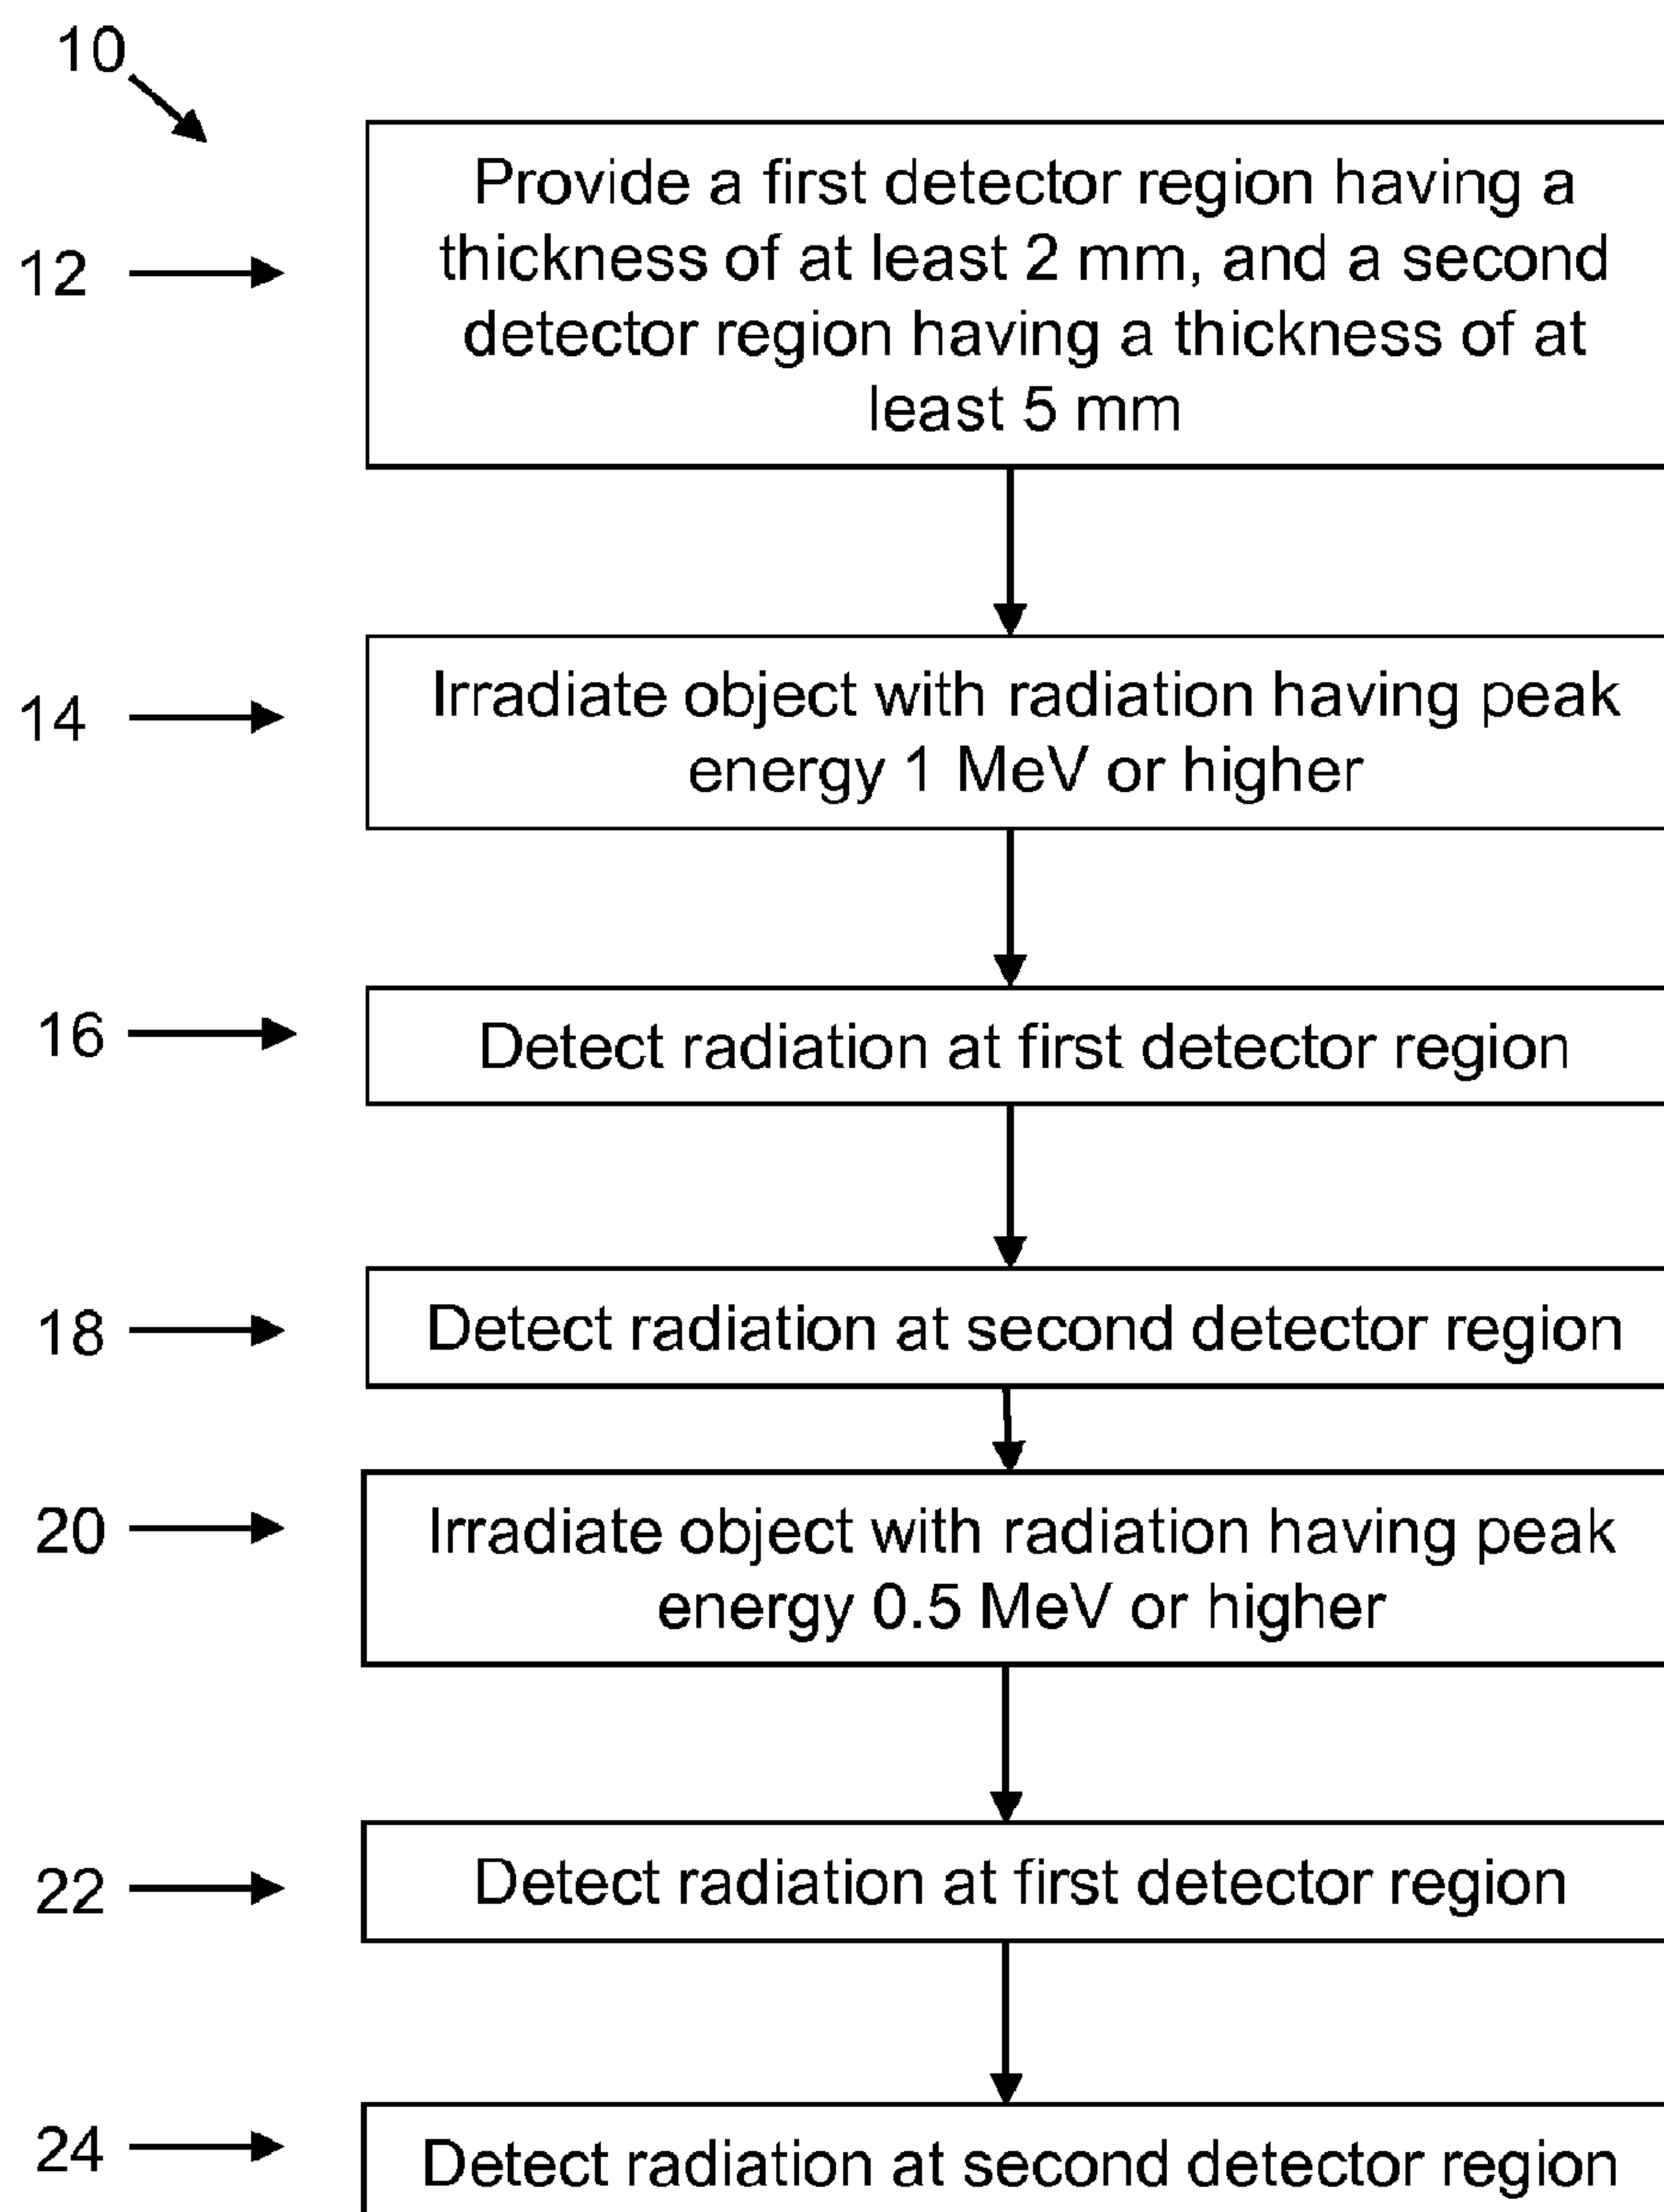 10
12
Provide a first detector region having a
thickness of at least 2 mm, and a second
detector region having a thickness of at
least 5 mm
14
Irradiate object with radiation having peak
energy 1 MeV or higher
16
Detect radiation at first detector region
18
Detect radiation at second detector region
20
Irradiate object with radiation having peak
energy 0.5 MeV or higher
22
Detect radiation at first detector region
24
Detect radiation at second detector region